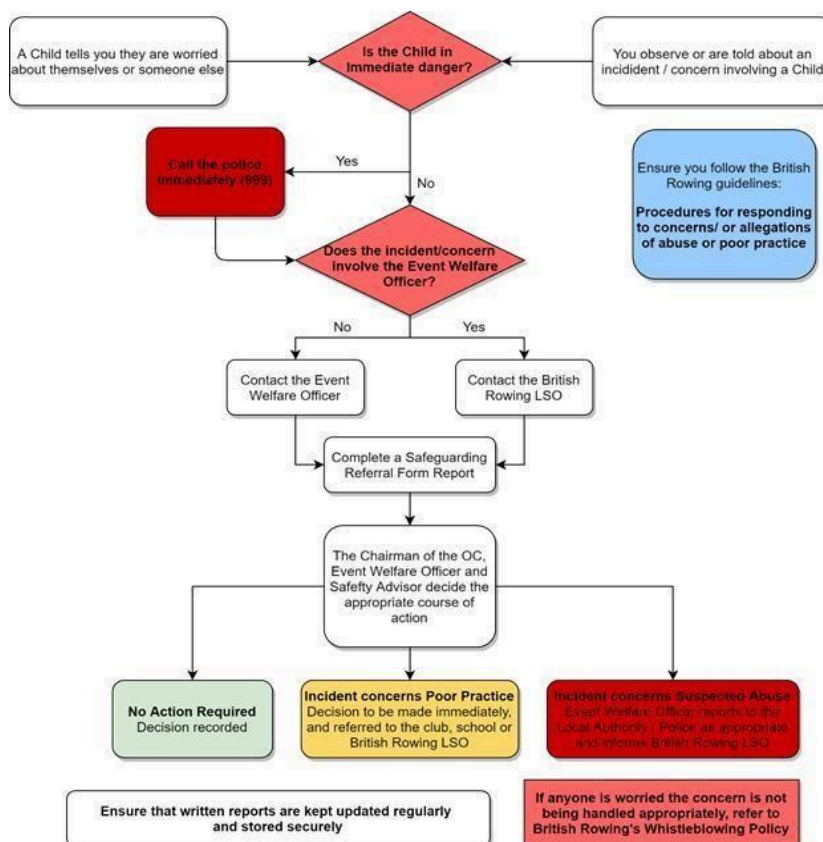 A Child tells you they are worried
about themselves or someone else
Is the Child in
Immediate danger?
You observe or are told about an
incidident / concern involving a Child
Call the police
immediately (999)
Yes
No
Ensure you follow the British
Rowing guidelines:
Procedures for responding
to concerns/ or allegations
of abuse or poor practice
Does the incident/concern
involve the Event Welfare
Officer?
No
Yes
Contact the Event
Welfare Officer
Contact the British
Rowing LSO
Complete a Safeguarding
Referral Form Report
The Chairman of the OC,
Event Welfare Officer and
Saftety Advisor decide the
appropriate course of
action
No Action Required
Decision recorded
Incident concerns Poor Practice
Decision to be made immediately,
and referred to the club, school or
British Rowing LSO
Incident concerns Suspected Abuse
Event Welfare Officer reports to the
Local Authority / Police as appropriate
and informs British Rowing LSO
Ensure that written reports are kept updated regularly
and stored securely
If anyone is worried the concern is not
being handled appropriately, refer to
British Rowing's Whistleblowing Policy